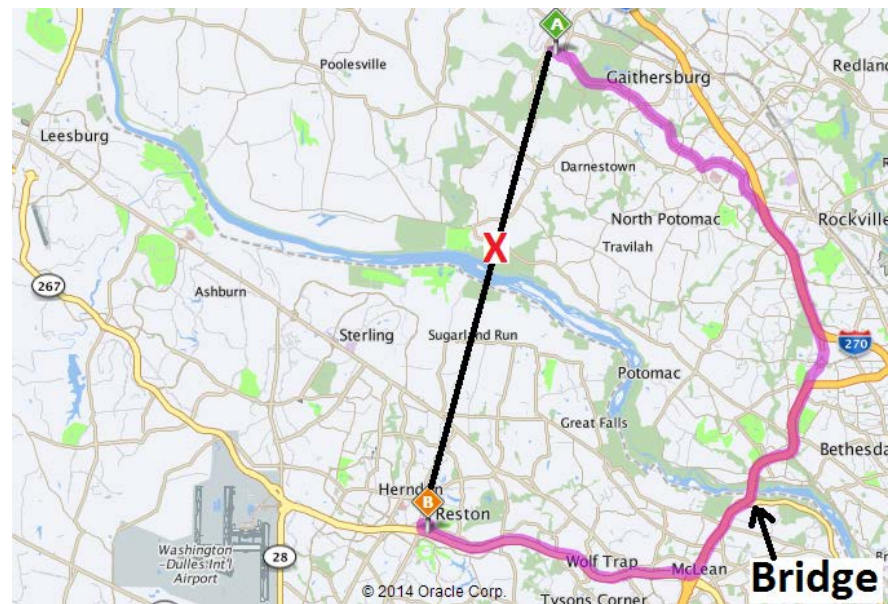 A
Gaithersburg
Redland
Poolesville
Leesburg
Darnestown
North Potomac
Rockville
Travilah
X
267
Ashburn
Sterling
Sugarland Run
270
Potomac
Great Falls
Bethesda
Herndon
B
Reston
Washington
-Dulles Int'l
Airport
28
Wolf Trap
McLean
Bridge
© 2014 Oracle Corp.
Tysons Corner